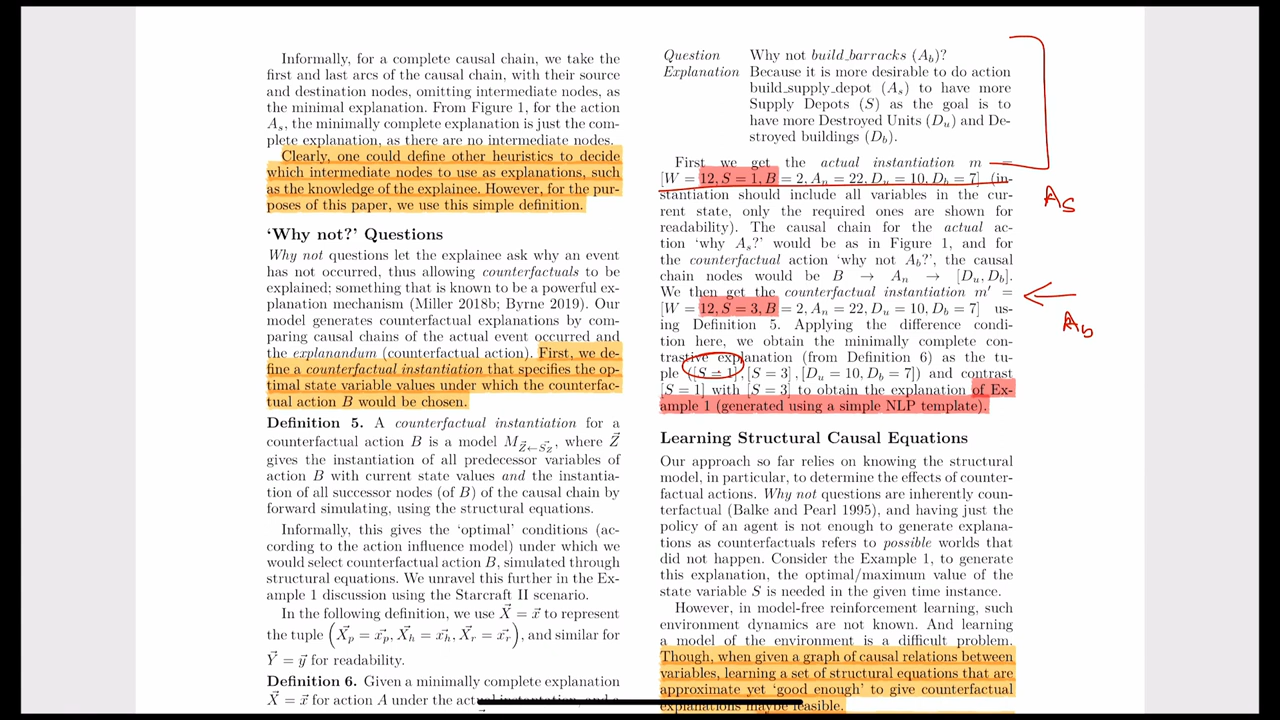 Informally, for a complete causal chain, we take the
first and last arcs of the causal chain, with their source
and destination nodes, omitting intermediate nodes, as
the minimal explanation. From Figure 1, for the action
Aₛ, the minimally complete explanation is just the com-
plete explanation, as there are no intermediate nodes.
Clearly, one could define other heuristics to decide
which intermediate nodes to use as explanations, such
as the knowledge of the explainee. However, for the pur-
poses of this paper, we use this simple definition.
‘Why not?’ Questions
Why not questions let the explainee ask why an event
has not occurred, thus allowing counterfactuals to be
explained; something that is known to be a powerful ex-
planation mechanism (Miller 2018b; Byrne 2019). Our
model generates counterfactual explanations by com-
paring causal chains of the actual event occurred and
the explanandum (counterfactual action). First, we de-
fine a counterfactual instantiation that specifies the op-
timal state variable values under which the counterfac-
tual action B would be chosen.
Definition 5. A counterfactual instantiation for a
counterfactual action B is a model M_{Z⃗←S⃗_Z}, where Z⃗
gives the instantiation of all predecessor variables of
action B with current state values and the instantia-
tion of all successor nodes (of B) of the causal chain by
forward simulating, using the structural equations.
Informally, this gives the ‘optimal’ conditions (ac-
cording to the action influence model) under which we
would select counterfactual action B, simulated through
structural equations. We unravel this further in the Ex-
ample 1 discussion using the Starcraft II scenario.
In the following definition, we use X⃗ = x⃗ to represent
the tuple (X⃗ₚ = x⃗ₚ, X⃗ₕ = x⃗ₕ, X⃗ᵣ = x⃗ᵣ), and similar for
Y⃗ = y⃗ for readability.
Definition 6. Given a minimally complete explanation
X⃗ = x⃗ for action A under the actual instantiation, and a
Question Why not build_barracks (A_b)?
Explanation Because it is more desirable to do action
build_supply_depot (Aₛ) to have more
Supply Depots (S) as the goal is to
have more Destroyed Units (Dᵤ) and De-
stroyed buildings (D_b).
First we get the actual instantiation m =
[W = 12, S = 1, B = 2, Aₙ = 22, Dᵤ = 10, D_b = 7] (in-
stantiation should include all variables in the cur-
rent state, only the required ones are shown for
readability). The causal chain for the actual ac-
tion ‘why Aₛ?’ would be as in Figure 1, and for
the counterfactual action ‘why not A_b?’, the causal
chain nodes would be B → Aₙ → [Dᵤ, D_b].
We then get the counterfactual instantiation m′ =
[W = 12, S = 3, B = 2, Aₙ = 22, Dᵤ = 10, D_b = 7] us-
ing Definition 5. Applying the difference condi-
tion here, we obtain the minimally complete con-
trastive explanation (from Definition 6) as the tu-
ple ([S = 1], [S = 3], [Dᵤ = 10, D_b = 7]) and contrast
[S = 1] with [S = 3] to obtain the explanation of Ex-
ample 1 (generated using a simple NLP template).
Learning Structural Causal Equations
Our approach so far relies on knowing the structural
model, in particular, to determine the effects of counter-
factual actions. Why not questions are inherently coun-
terfactual (Balke and Pearl 1995), and having just the
policy of an agent is not enough to generate explana-
tions as counterfactuals refers to possible worlds that
did not happen. Consider the Example 1, to generate
this explanation, the optimal/maximum value of the
state variable S is needed in the given time instance.
However, in model-free reinforcement learning, such
environment dynamics are not known. And learning
a model of the environment is a difficult problem.
Though, when given a graph of causal relations between
variables, learning a set of structural equations that are
approximate yet ‘good enough’ to give counterfactual
explanations maybe feasible.
As
Ab